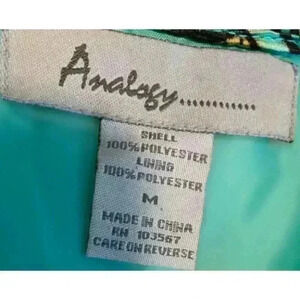 Analogy.............
SHELL
100% POLYESTER
LINING
100% POLYESTER
M
MADE IN CHINA
RN 103567
CARE ON REVERSE